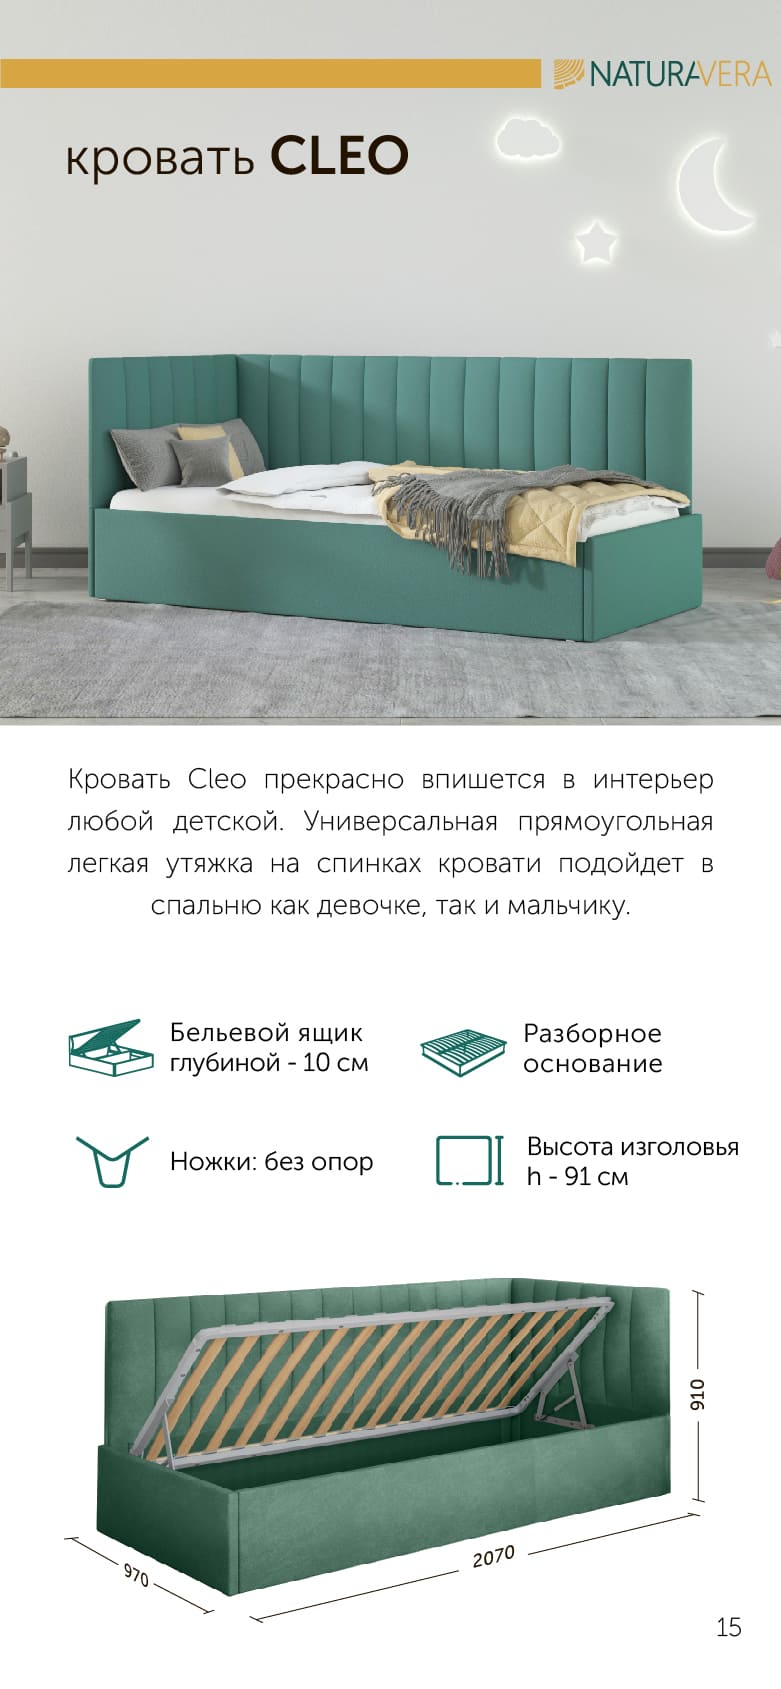 NATURAVERA
кровать CLEO
Кровать Cleo прекрасно впишется в интерьер
любой детской. Универсальная прямоугольная
легкая утяжка на спинках кровати подойдет в
спальню как девочке, так и мальчику.
Бельевой ящик
глубиной - 10 см
Разборное
основание
Ножки: без опор
Высота изголовья
h - 91 см
910
2070
970
15